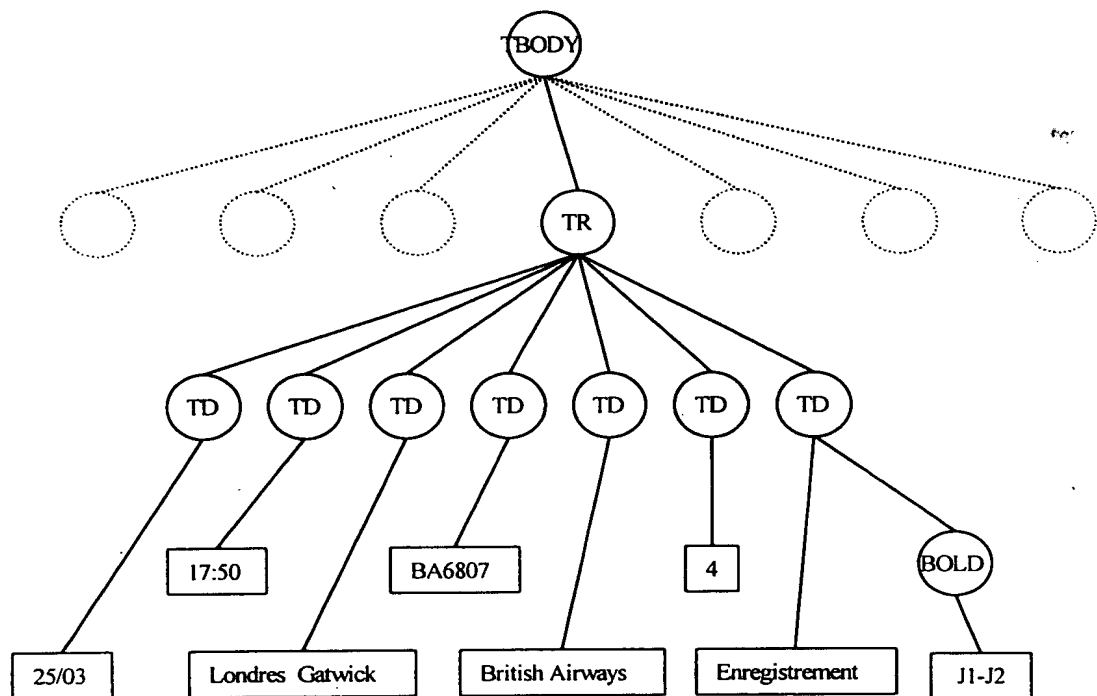 TBODY
TR
TD TD TD TD TD TD TD
17:50 BA6807 4 BOLD
25/03 Londres Gatwick British Airways Enregistrement J1-J2